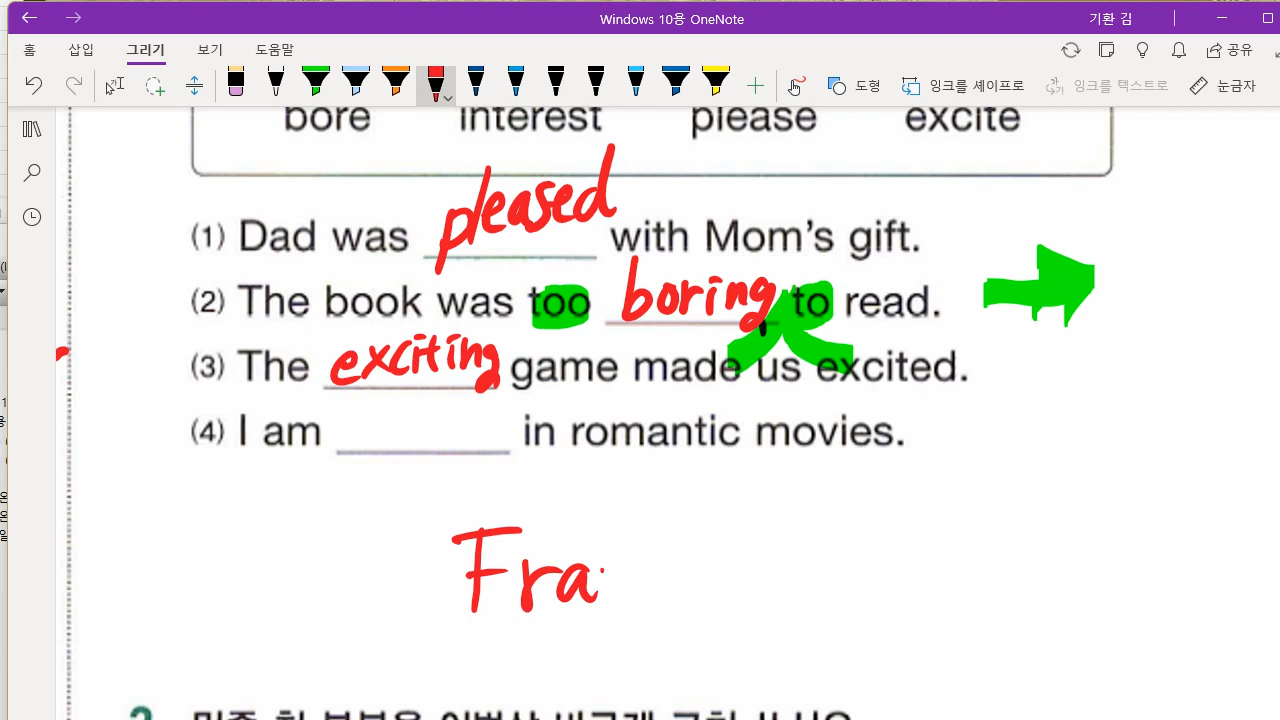 Windows 10용 OneNote
기환 김
홈 삽입 그리기 보기 도움말
공유
도형 잉크를 셰이프로 잉크를 텍스트로 눈금자
bore interest please excite
(1) Dad was pleased with Mom's gift.
(2) The book was too boring to read.
(3) The exciting game made us excited.
(4) I am ______ in romantic movies.
Fra